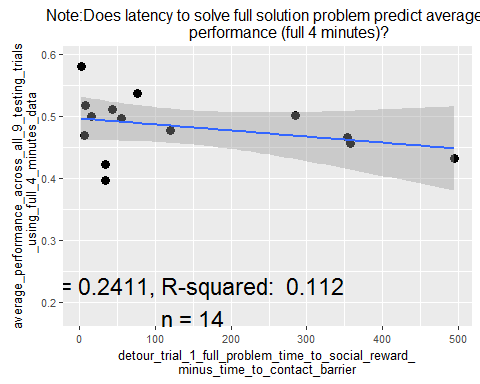 Note:Does latency to solve full solution problem predict average
performance (full 4 minutes)?
average_performance_across_all_9_testing_trials
_using_full_4_minutes_data
0.6
0.5
0.4
0.3
0.2
= 0.2411, R-squared: 0.112
n = 14
0
100
200
300
400
500
detour_trial_1_full_problem_time_to_social_reward_
minus_time_to_contact_barrier